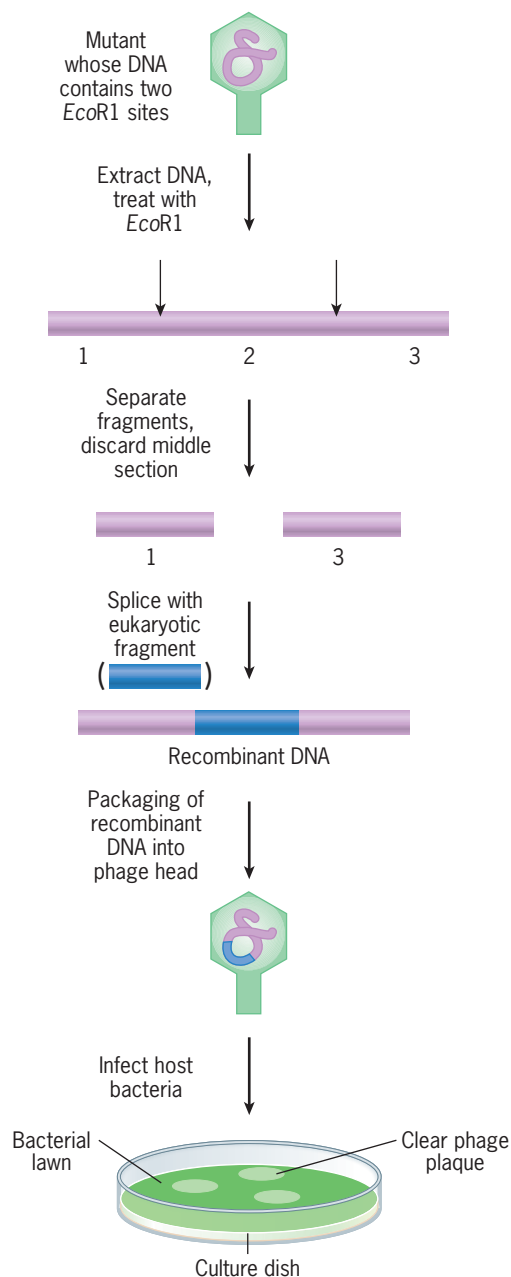 Mutant
whose DNA
contains two
EcoR1 sites
Extract DNA,
treat with
EcoR1
1 2 3
Separate
fragments,
discard middle
section
1 3
Splice with
eukaryotic
fragment
( )
Recombinant DNA
Packaging of
recombinant
DNA into
phage head
Infect host
bacteria
Bacterial
lawn
Clear phage
plaque
Culture dish